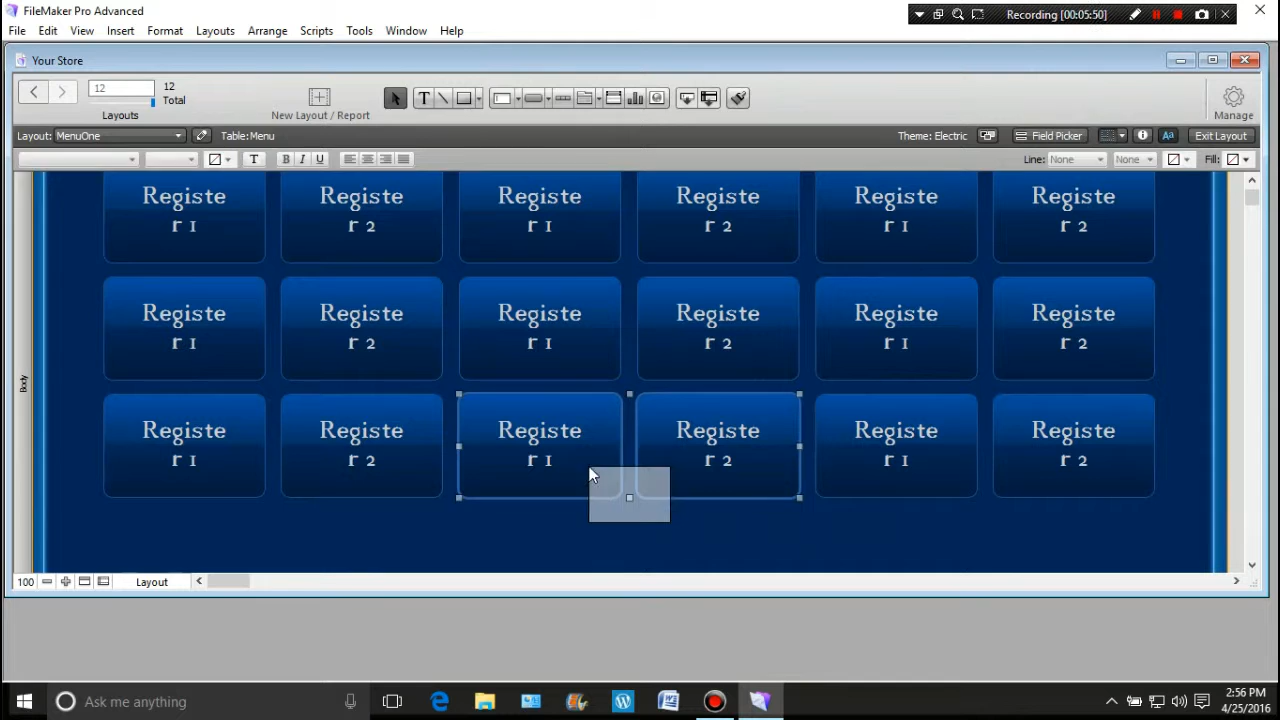 FileMaker Pro Advanced
Recording [00:05:50]
File Edit View Insert Format Layouts Arrange Scripts Tools Window Help
Your Store
12
12
Total
Layouts
New Layout / Report
T
Manage
Layout: MenuOne
Table: Menu
Theme: Electric
Field Picker
Aa
Exit Layout
T
B I U
Line: None
None
Fill:
Registe
r 1
Registe
r 2
Registe
r 1
Registe
r 2
Registe
r 1
Registe
r 2
Registe
r 1
Registe
r 2
Registe
r 1
Registe
r 2
Registe
r 1
Registe
r 2
Body
Registe
r 1
Registe
r 2
Registe
r 1
Registe
r 2
Registe
r 1
Registe
r 2
100
Layout
Ask me anything
2:56 PM
4/25/2016